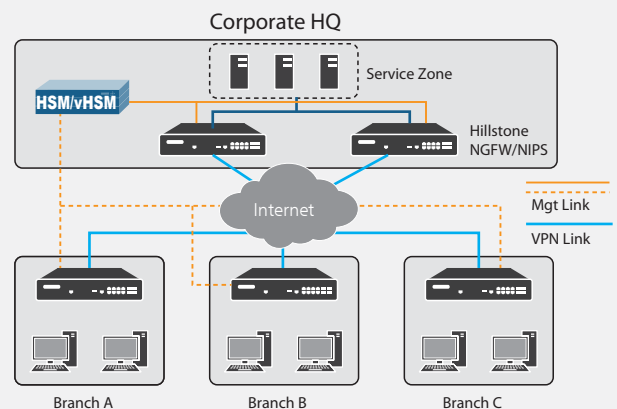 Corporate HQ
Service Zone
HSM/vHSM
Hillstone
NGFW/NIPS
Internet
Mgt Link
VPN Link
Branch A
Branch B
Branch C